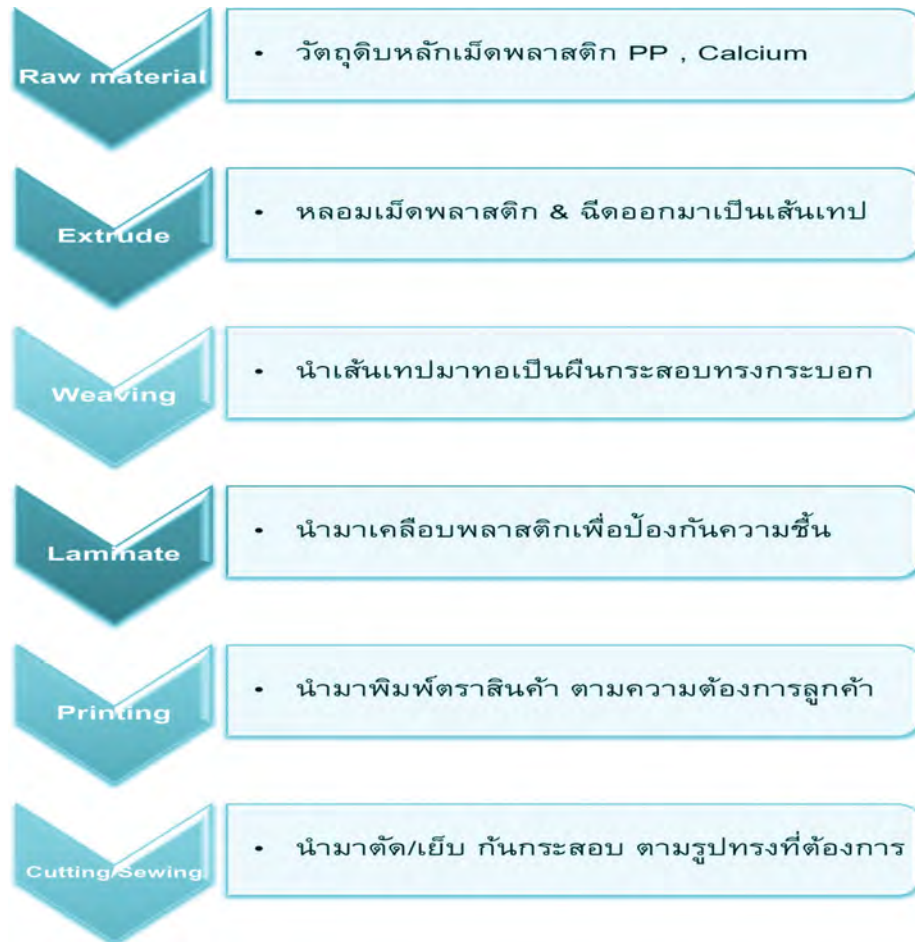 Raw material
• วัตถุดิบหลักเม็ดพลาสติก PP , Calcium
Extrude
• หลอมเม็ดพลาสติก & ฉีดออกมาเป็นเส้นเทป
Weaving
• นำเส้นเทปมาทอเป็นผืนกระสอบทรงกระบอก
Laminate
• นำมาเคลือบพลาสติกเพื่อป้องกันความชื้น
Printing
• นำมาพิมพ์ตราสินค้า ตามความต้องการลูกค้า
Cutting/Sewing
• นำมาตัด/เย็บ ก้นกระสอบ ตามรูปทรงที่ต้องการ